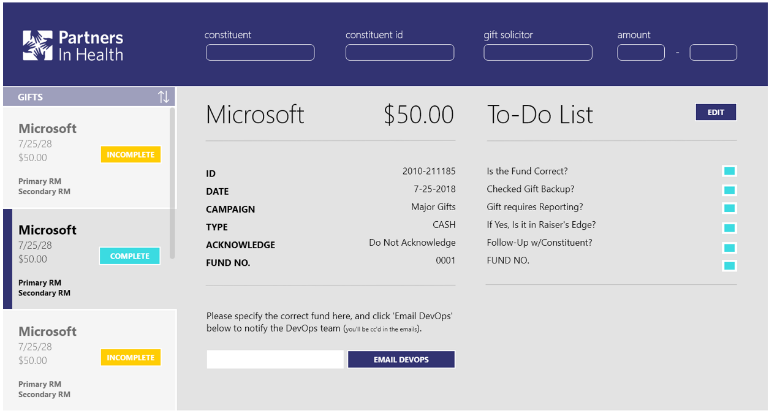 Partners
In Health
constituent
constituent id
gift solicitor
amount
-
GIFTS
Microsoft
7/25/28
$50.00
INCOMPLETE
Primary RM
Secondary RM
Microsoft
7/25/28
$50.00
COMPLETE
Primary RM
Secondary RM
Microsoft
7/25/28
$50.00
INCOMPLETE
Primary RM
Secondary RM
Microsoft $50.00
ID 2010-211185
DATE 7-25-2018
CAMPAIGN Major Gifts
TYPE CASH
ACKNOWLEDGE Do Not Acknowledge
FUND NO. 0001
Please specify the correct fund here, and click 'Email DevOps'
below to notify the DevOps team (you'll be cc'd in the emails).
EMAIL DEVOPS
To-Do List
EDIT
Is the Fund Correct?
Checked Gift Backup?
Gift requires Reporting?
If Yes, Is it in Raiser's Edge?
Follow-Up w/Constituent?
FUND NO.